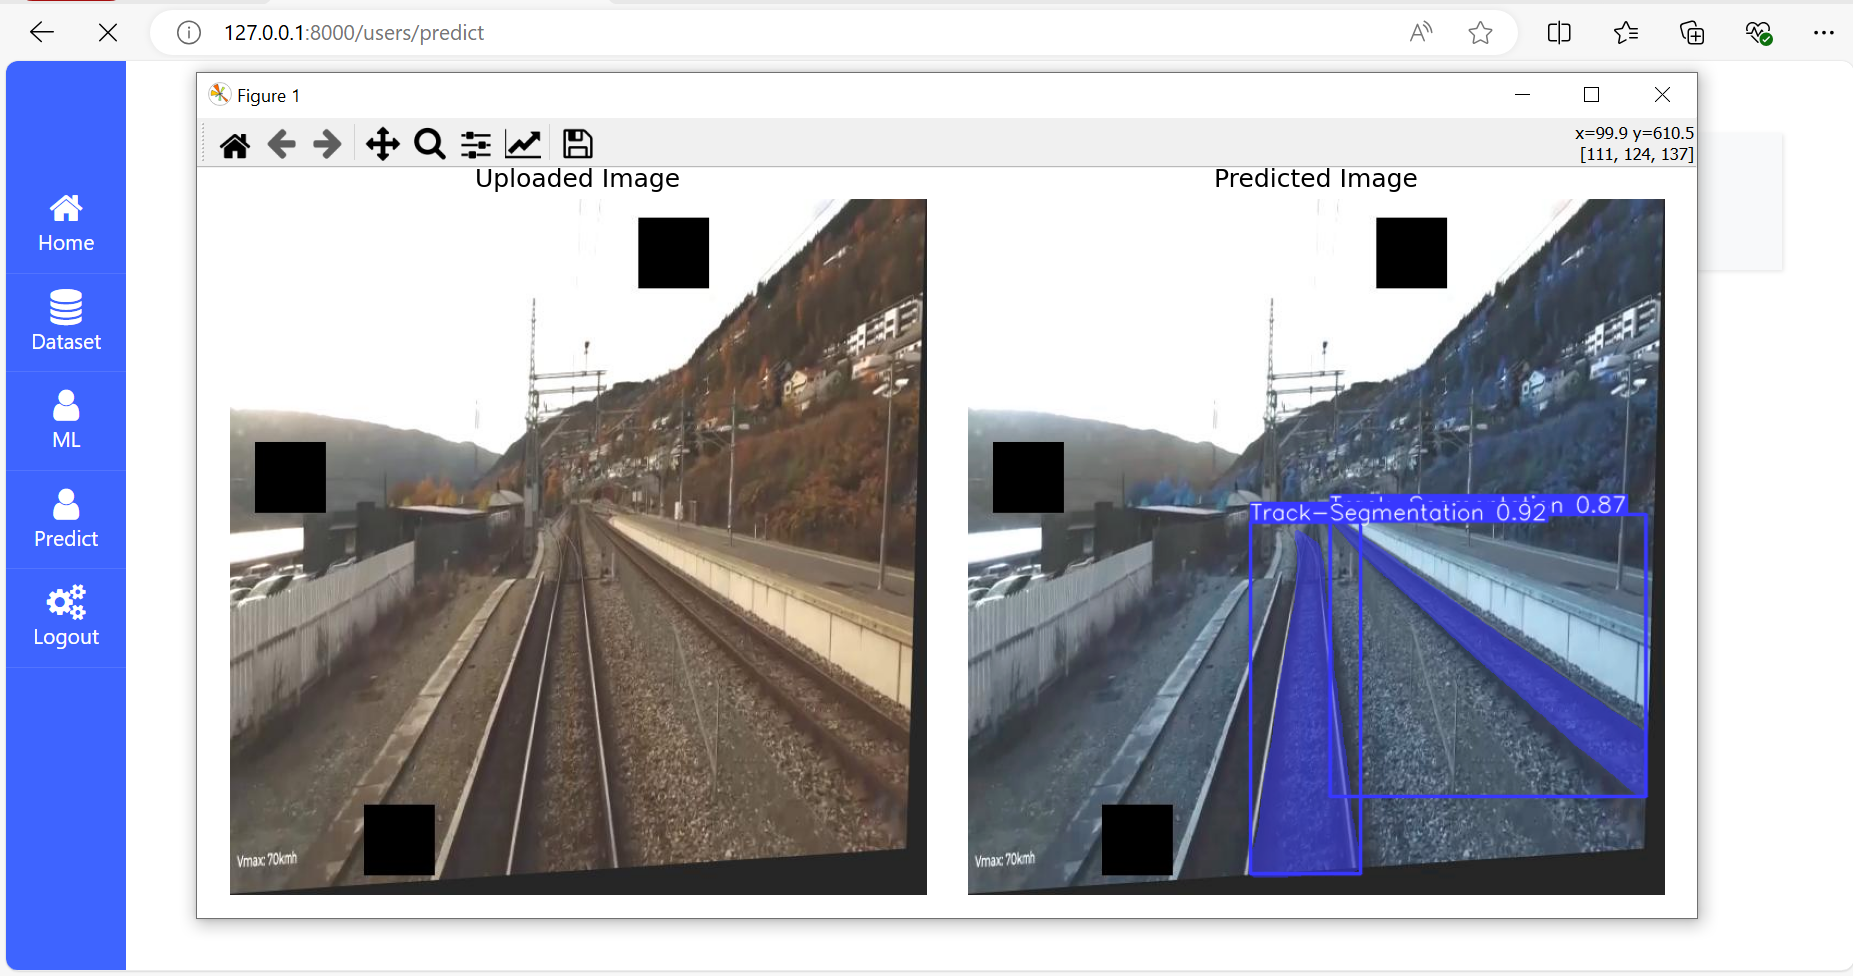 127.0.0.1:8000/users/predict
Figure 1
x=99.9 y=610.5
[111, 124, 137]
Uploaded Image
Predicted Image
Home
Dataset
ML
Predict
Logout
Vmax: 70kmh
Track-Segmentation 0.92
n 0.87
Vmax: 70kmh